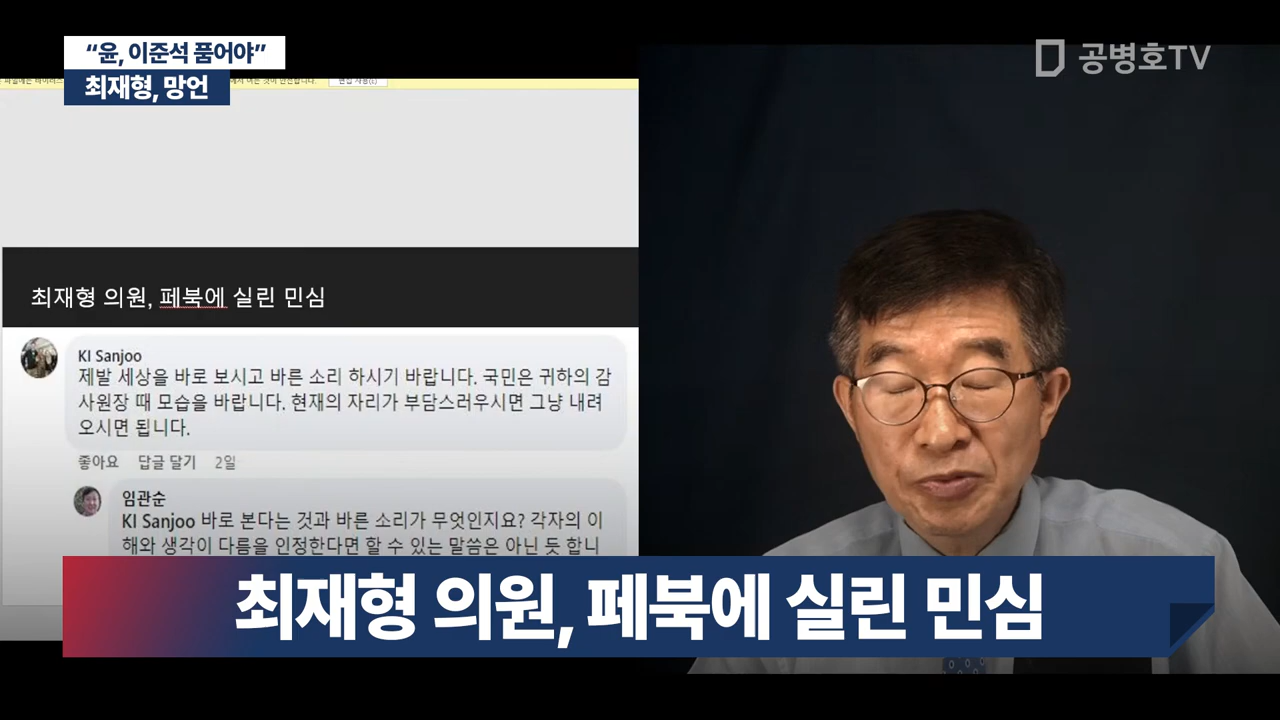 “윤, 이준석 품어야”
최재형, 망언
공병호TV
편집 사용(E)
최재형 의원, 페북에 실린 민심
KI Sanjoo
제발 세상을 바로 보시고 바른 소리 하시기 바랍니다. 국민은 귀하의 감
사원장 때 모습을 바랍니다. 현재의 자리가 부담스러우시면 그냥 내려
오시면 됩니다.
좋아요 답글 달기 2일
임관순
KI Sanjoo 바로 본다는 것과 바른 소리가 무엇인지요? 각자의 이
해와 생각이 다름을 인정한다면 할 수 있는 말씀은 아닌 듯 합니
최재형 의원, 페북에 실린 민심